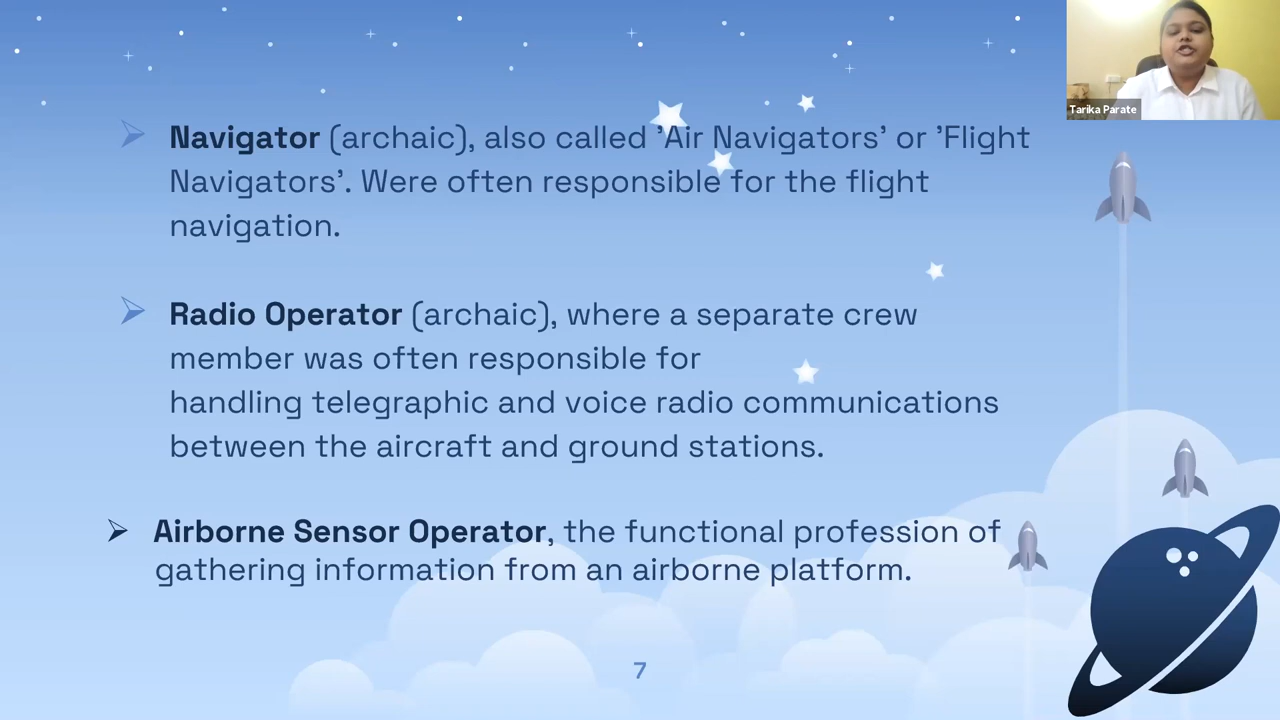 Tarika Parate
➢ Navigator (archaic), also called 'Air Navigators' or 'Flight
Navigators'. Were often responsible for the flight
navigation.
➢ Radio Operator (archaic), where a separate crew
member was often responsible for
handling telegraphic and voice radio communications
between the aircraft and ground stations.
➢ Airborne Sensor Operator, the functional profession of
gathering information from an airborne platform.
7